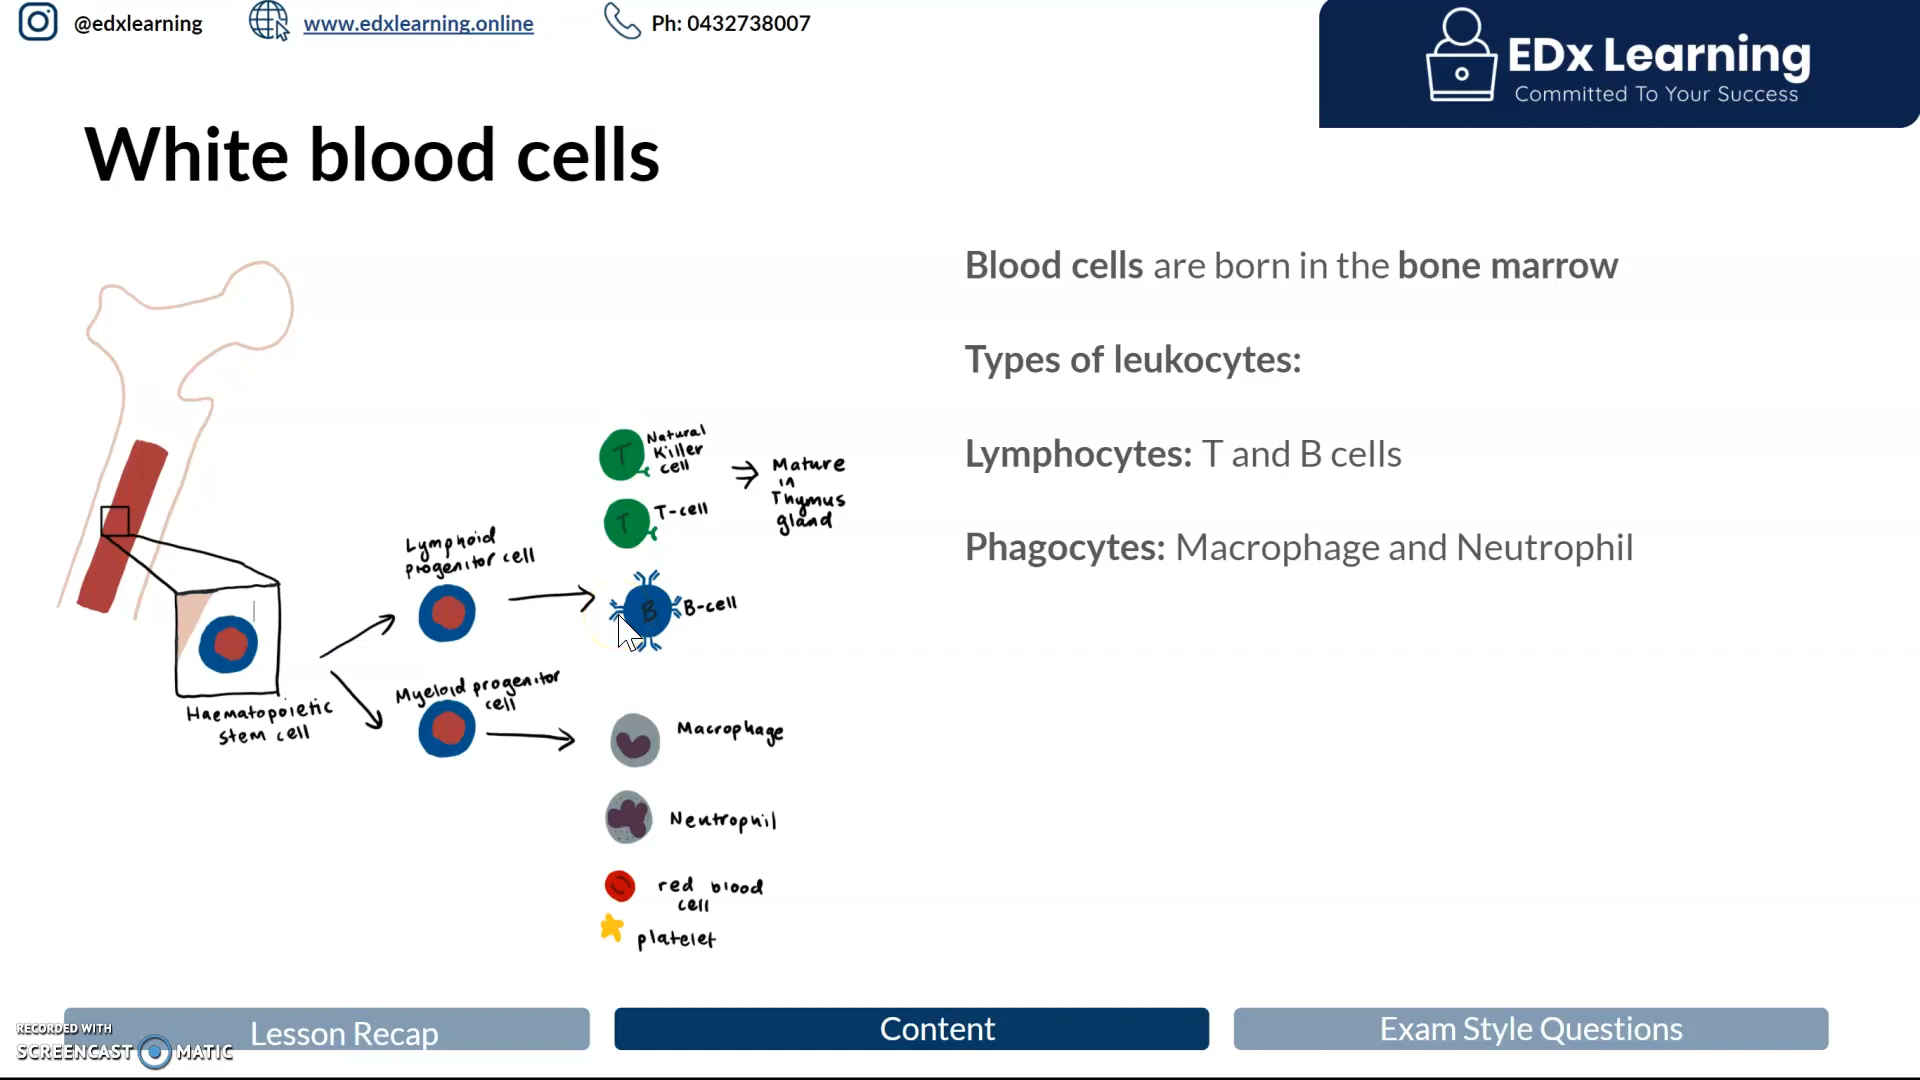 @edxlearning
www.edxlearning.online
Ph: 0432738007
EDx Learning
Committed To Your Success
White blood cells
Blood cells are born in the bone marrow
Types of leukocytes:
Lymphocytes: T and B cells
Phagocytes: Macrophage and Neutrophil
T
Natural
Killer
cell
Mature
in
Thymus
gland
T
T-cell
Lymphoid
progenitor cell
B
B-cell
Haematopoietic
stem cell
Myeloid progenitor
cell
Macrophage
Neutrophil
red blood
cell
platelet
Lesson Recap
Content
Exam Style Questions
RECORDED WITH
SCREENCAST MATIC